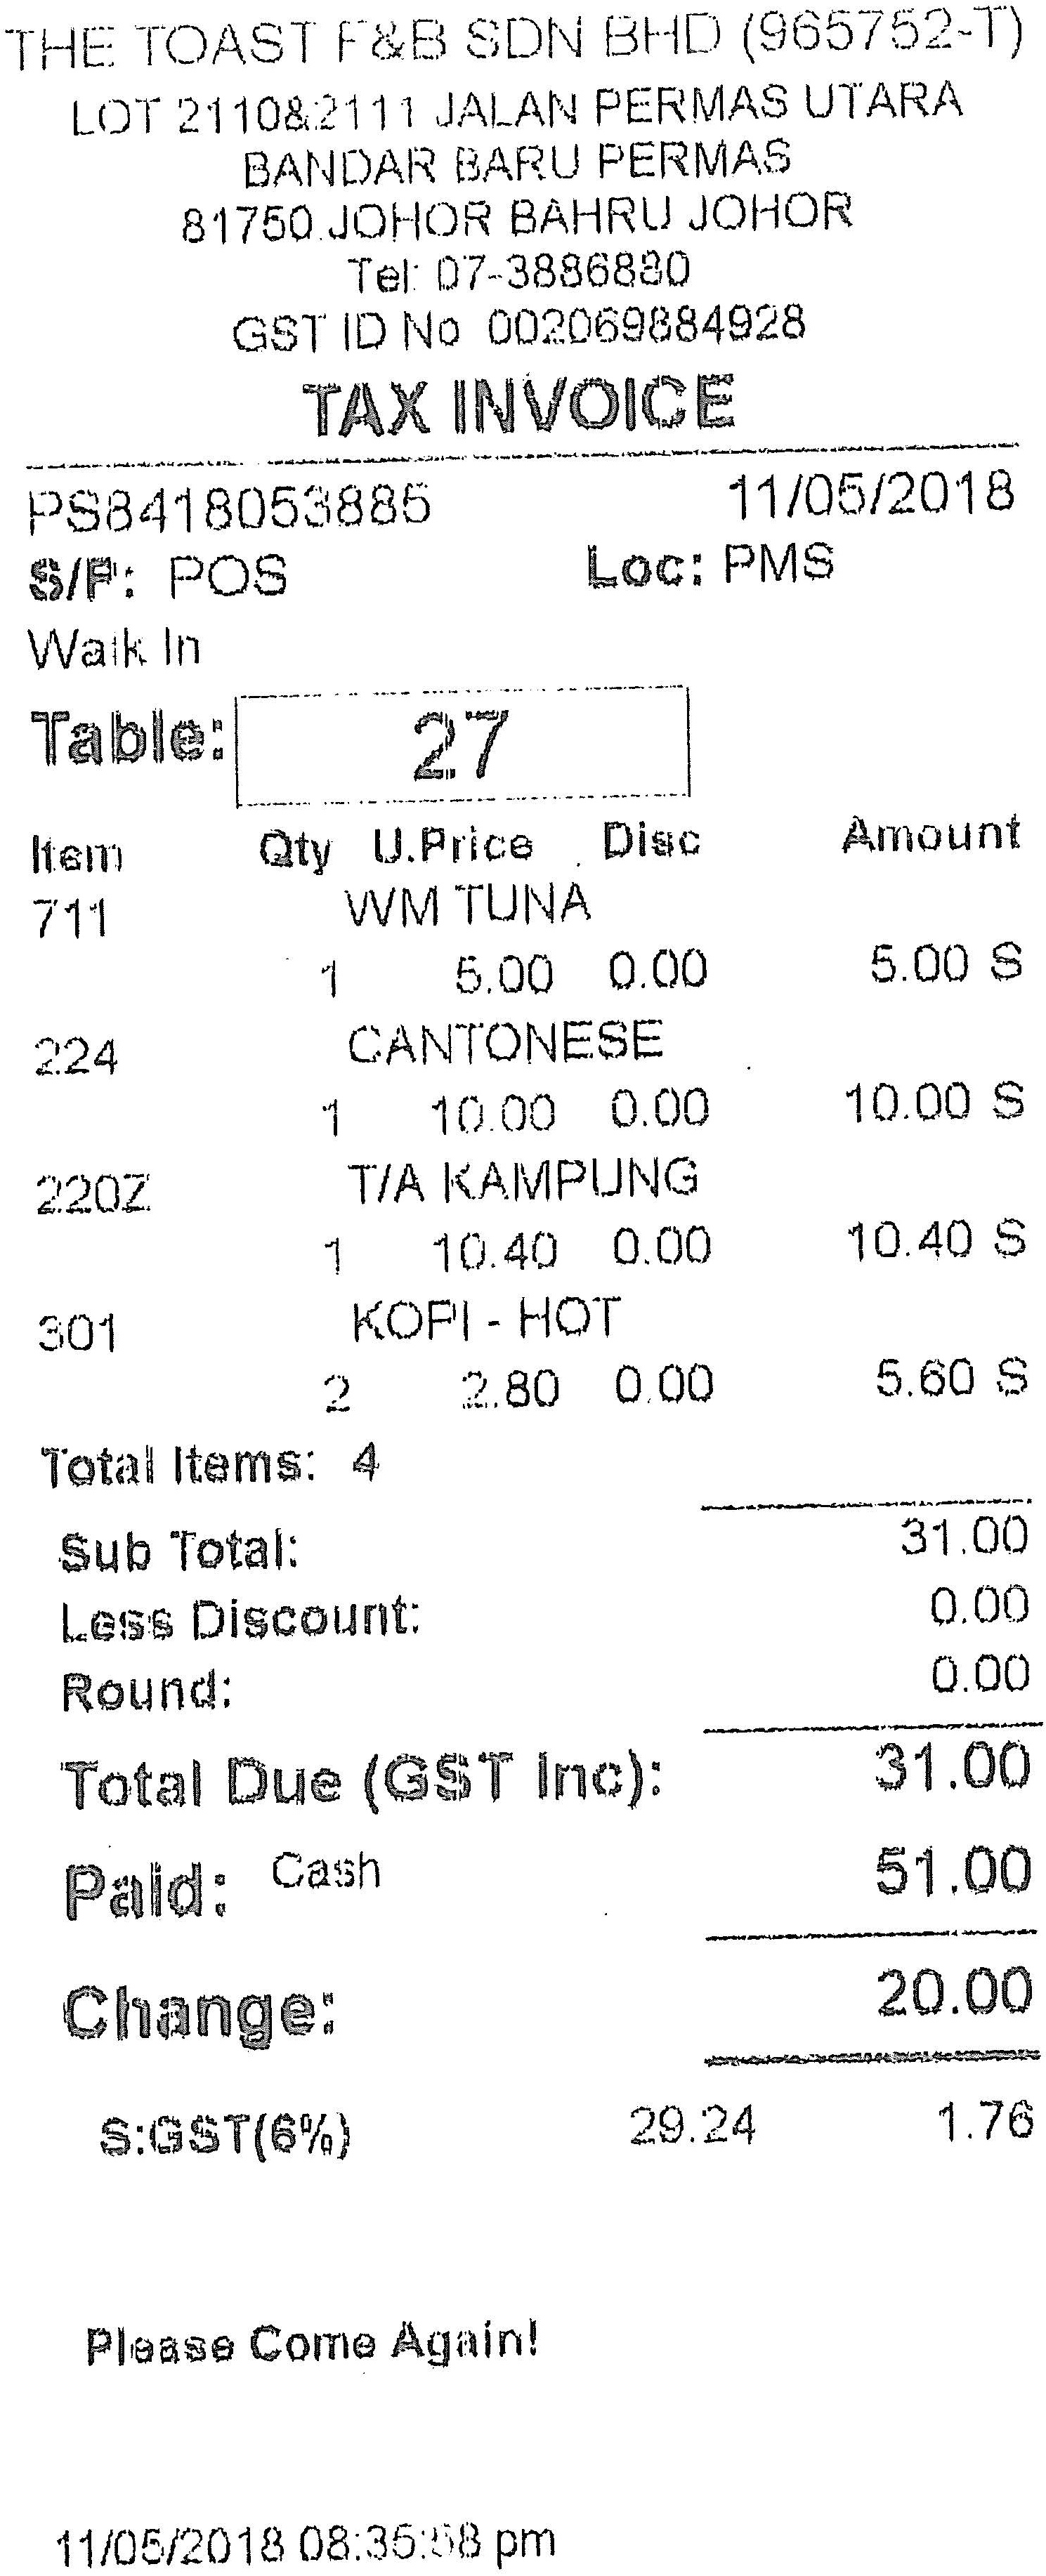 THE TOAST F&B SDN BHD (965752-T)
LOT 2110&2111 JALAN PERMAS UTARA
BANDAR BARU PERMAS
81750 JOHOR BAHRU JOHOR
Tel: 07-3886880
GST ID No 002069884928
TAX INVOICE
PS8418053885 11/05/2018
S/P: POS Loc: PMS
Walk In
Table: 27
Item Qty U.Price Disc Amount
711 WM TUNA
1 5.00 0.00 5.00 S
224 CANTONESE
1 10.00 0.00 10.00 S
220Z T/A KAMPUNG
1 10.40 0.00 10.40 S
301 KOPI - HOT
2 2.80 0.00 5.60 S
Total Items: 4
Sub Total: 31.00
Less Discount: 0.00
Round: 0.00
Total Due (GST Inc): 31.00
Paid: Cash 51.00
Change: 20.00
S:GST(6%) 29.24 1.76
Please Come Again!
11/05/2018 08:35:58 pm